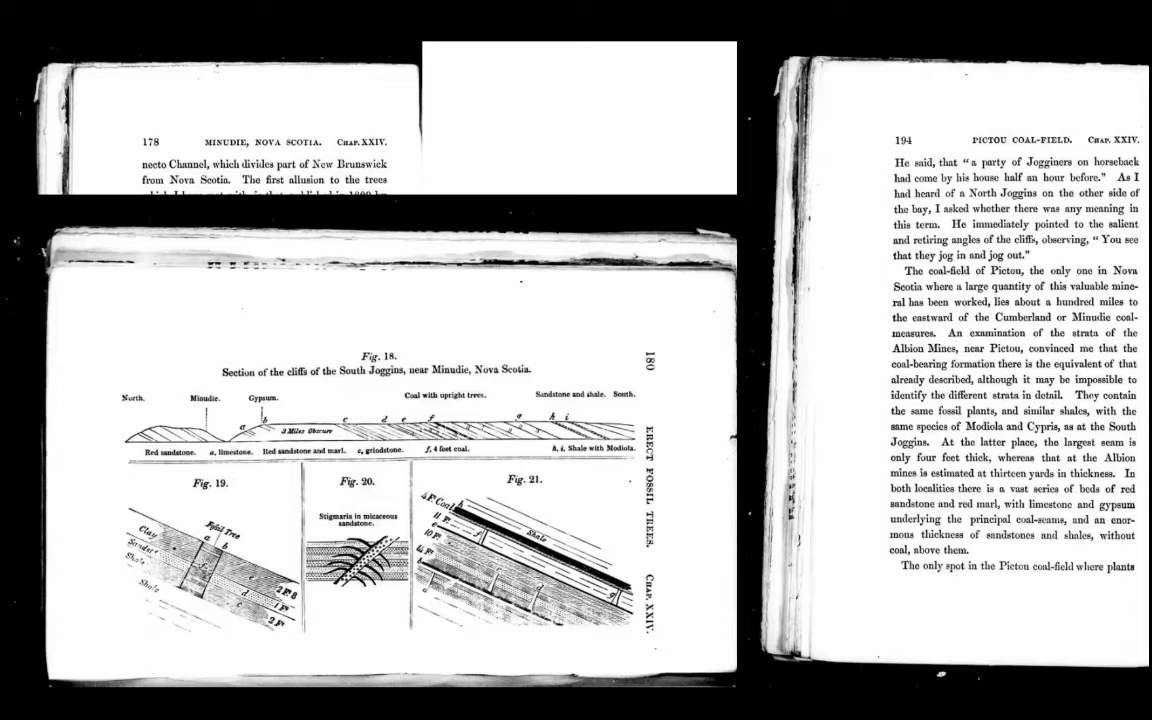 178 MINUDIE, NOVA SCOTIA. CHAP. XXIV.
necto Channel, which divides part of New Brunswick
from Nova Scotia. The first allusion to the trees
Fig. 18.
Section of the cliffs of the South Joggins, near Minudie, Nova Scotia.
North. Minudie. Gypsum. Coal with upright trees. Sandstone and shale. South.
a b c d e f g h i
3 Miles Obscure
Red sandstone. a, limestone. Red sandstone and marl. c, grindstone. f, 4 feet coal. h, i, Shale with Modiola.
Fig. 19.
Fossil Tree
a b
Clay
Shale
Shale
e
d
c
2 Ft 8
1 Ft
2 Ft
Fig. 20.
Stigmaria in micaceous
sandstone.
Fig. 21.
4 Ft Coal
Shale
11 F.
10 F.
g
180 ERECT FOSSIL TREES. CHAP. XXIV.
194 PICTOU COAL-FIELD. CHAP. XXIV.
He said, that "a party of Jogginers on horseback
had come by his house half an hour before." As I
had heard of a North Joggins on the other side of
the bay, I asked whether there was any meaning in
this term. He immediately pointed to the salient
and retiring angles of the cliffs, observing, "You see
that they jog in and jog out."
The coal-field of Pictou, the only one in Nova
Scotia where a large quantity of this valuable mine-
ral has been worked, lies about a hundred miles to
the eastward of the Cumberland or Minudie coal-
measures. An examination of the strata of the
Albion Mines, near Pictou, convinced me that the
coal-bearing formation there is the equivalent of that
already described, although it may be impossible to
identify the different strata in detail. They contain
the same fossil plants, and similar shales, with the
same species of Modiola and Cypris, as at the South
Joggins. At the latter place, the largest seam is
only four feet thick, whereas that at the Albion
mines is estimated at thirteen yards in thickness. In
both localities there is a vast series of beds of red
sandstone and red marl, with limestone and gypsum
underlying the principal coal-seams, and an enor-
mous thickness of sandstones and shales, without
coal, above them.
The only spot in the Pictou coal-field where plants